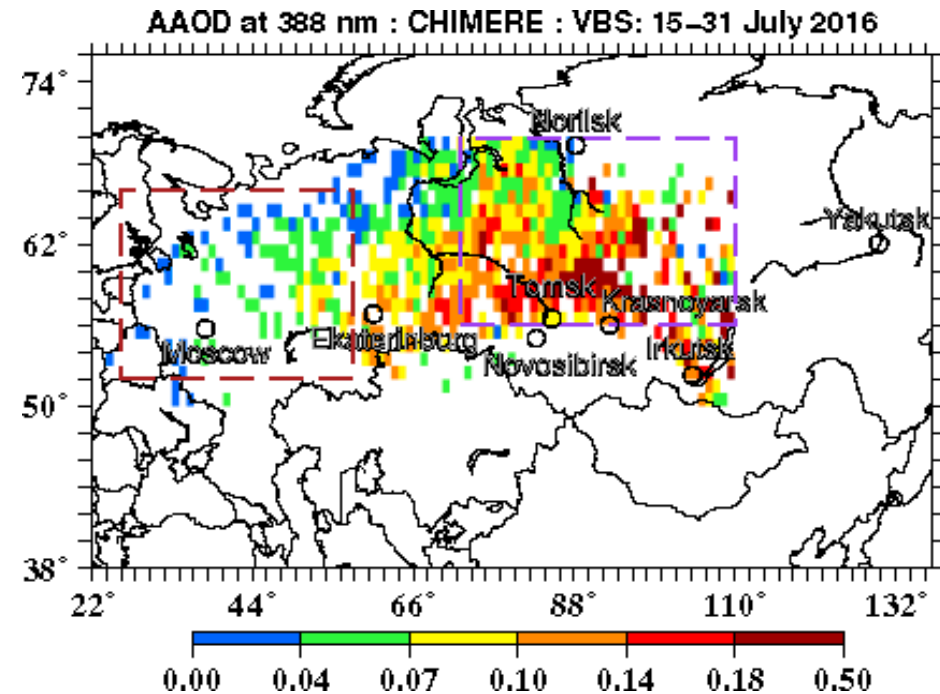 AAOD at 388 nm : CHIMERE : VBS: 15–31 July 2016
74°
Norilsk
62°
Yakutsk
Tomsk
Krasnoyarsk
Ekaterinburg
Irkutsk
Moscow
Novosibirsk
50°
38°
22° 44° 66° 88° 110° 132°
0.00 0.04 0.07 0.10 0.14 0.18 0.50